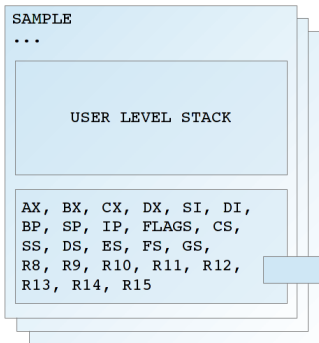 SAMPLE
...
USER LEVEL STACK
AX, BX, CX, DX, SI, DI,
BP, SP, IP, FLAGS, CS,
SS, DS, ES, FS, GS,
R8, R9, R10, R11, R12,
R13, R14, R15